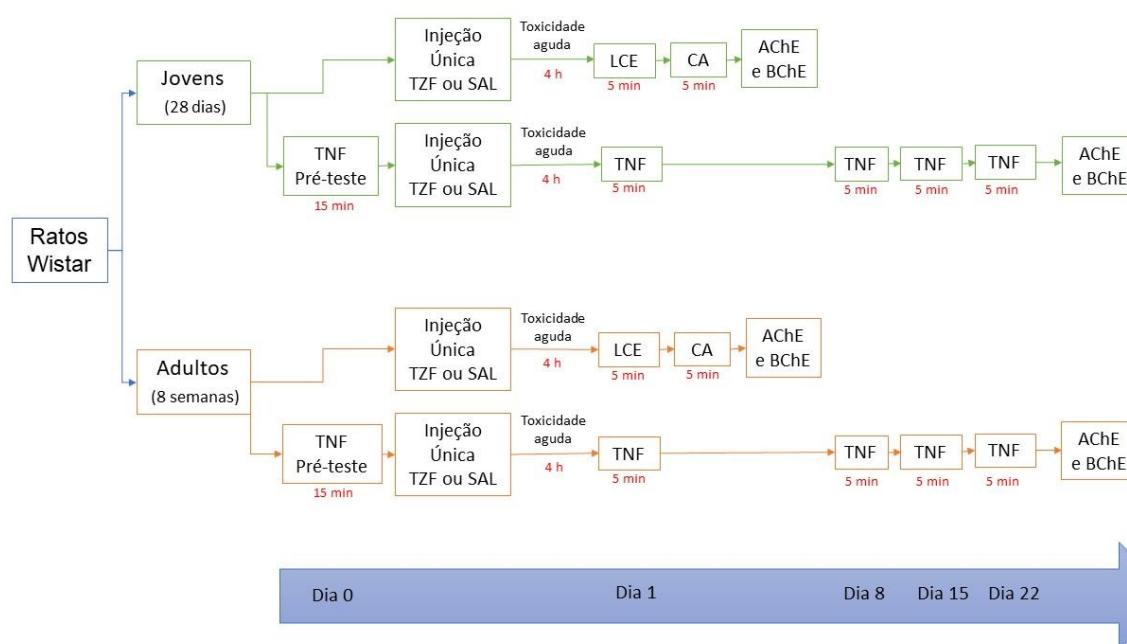 Ratos
Wistar
Jovens
(28 dias)
Injeção
Única
TZF ou SAL
Toxicidade
aguda
4 h
LCE
5 min
CA
5 min
AChE
e BChE
TNF
Pré-teste
15 min
Injeção
Única
TZF ou SAL
Toxicidade
aguda
4 h
TNF
5 min
TNF
5 min
TNF
5 min
TNF
5 min
AChE
e BChE
Adultos
(8 semanas)
Injeção
Única
TZF ou SAL
Toxicidade
aguda
4 h
LCE
5 min
CA
5 min
AChE
e BChE
TNF
Pré-teste
15 min
Injeção
Única
TZF ou SAL
Toxicidade
aguda
4 h
TNF
5 min
TNF
5 min
TNF
5 min
TNF
5 min
AChE
e BChE
Dia 0
Dia 1
Dia 8
Dia 15
Dia 22